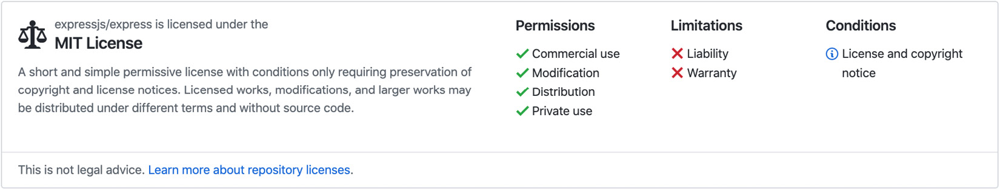 expressjs/express is licensed under the
MIT License
A short and simple permissive license with conditions only requiring preservation of
copyright and license notices. Licensed works, modifications, and larger works may
be distributed under different terms and without source code.
Permissions
Commercial use
Modification
Distribution
Private use
Limitations
Liability
Warranty
Conditions
License and copyright
notice
This is not legal advice. Learn more about repository licenses.